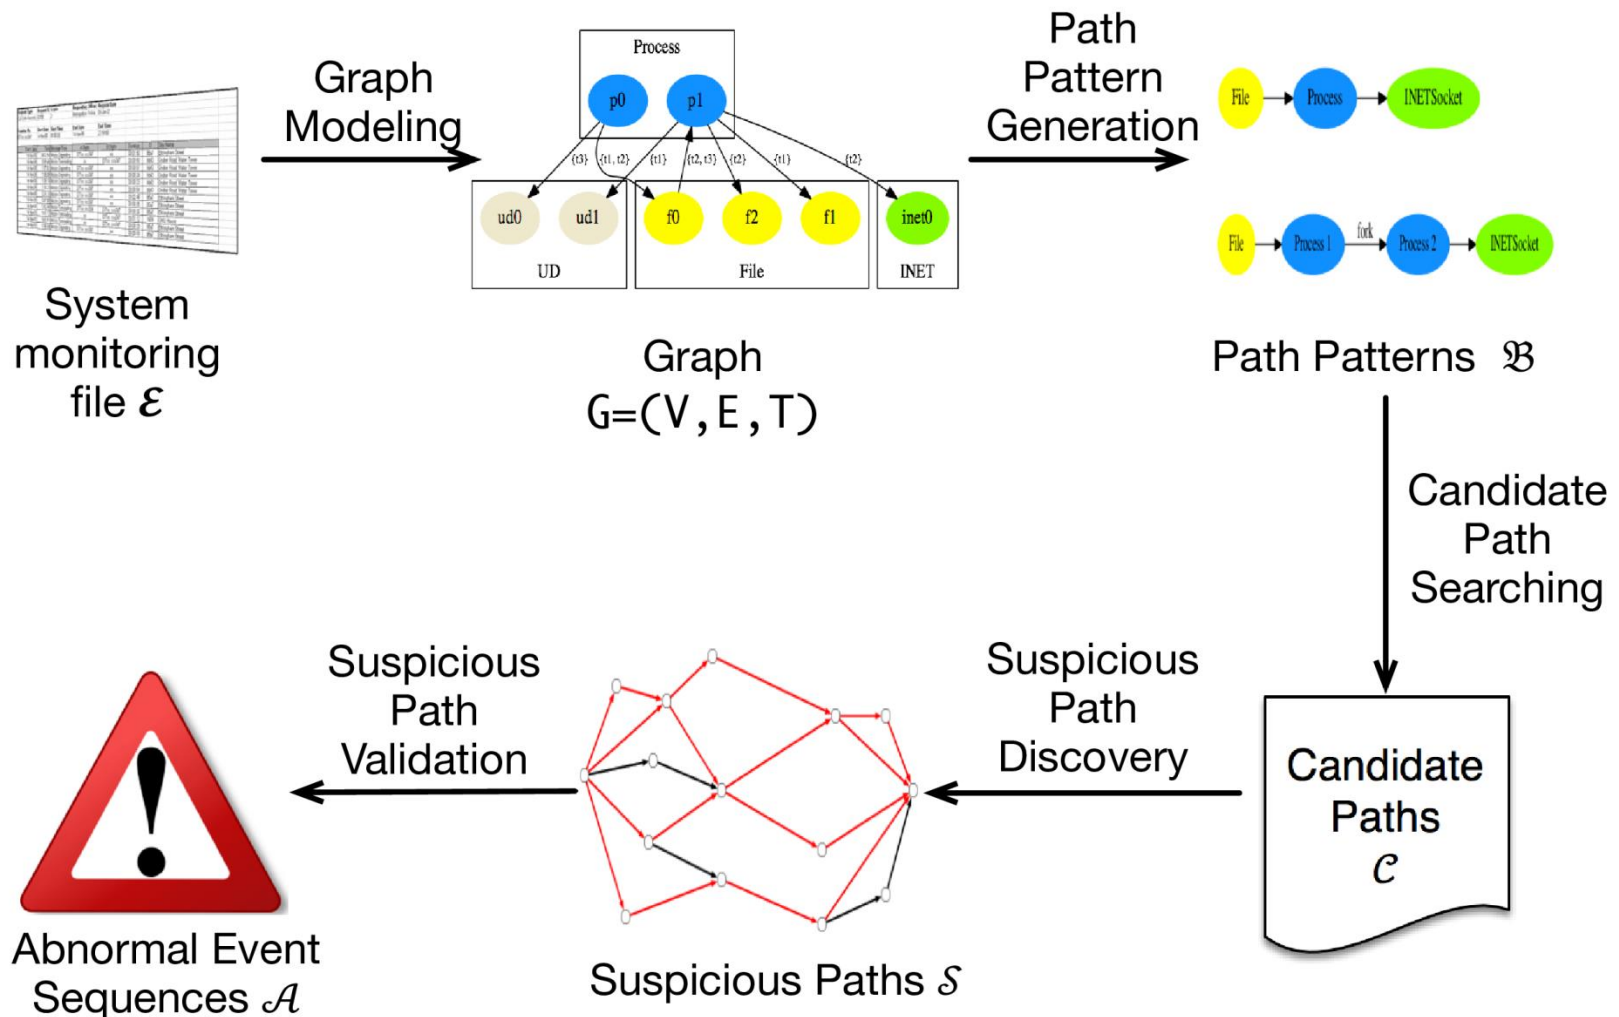 Graph
Modeling
Process
p0
p1
{t3}
{t1, t2}
{t1}
{t2, t3}
{t2}
{t1}
{t2}
ud0
ud1
f0
f2
f1
inet0
UD
File
INET
Path
Pattern
Generation
File
Process
INETSocket
File
Process 1
fork
Process 2
INETSocket
System
monitoring
file ℰ
Graph
G=(V,E,T)
Path Patterns 𝔅
Candidate
Path
Searching
Candidate
Paths
𝒞
Suspicious
Path
Discovery
Suspicious Paths 𝒮
Suspicious
Path
Validation
Abnormal Event
Sequences 𝒜